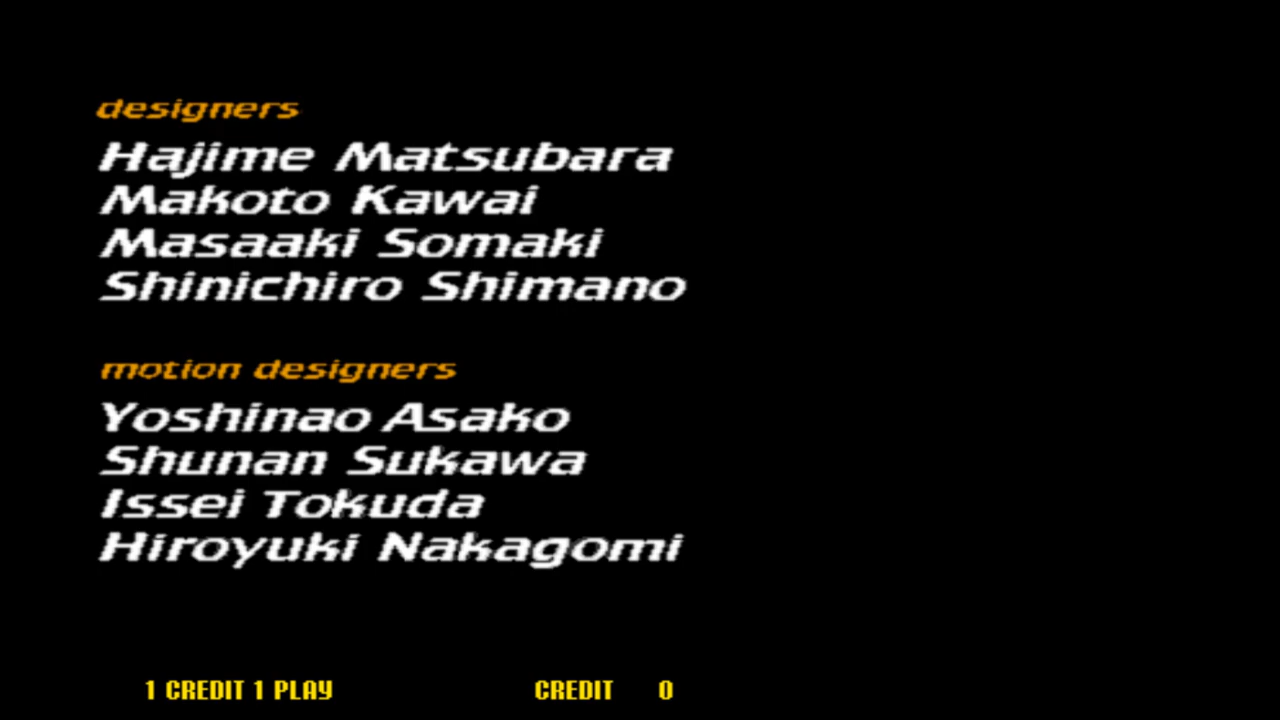 designers
Hajime Matsubara
Makoto Kawai
Masaaki Somaki
Shinichiro Shimano
motion designers
Yoshinao Asako
Shunan Sukawa
Issei Tokuda
Hiroyuki Nakagomi
1 CREDIT 1 PLAY CREDIT 0